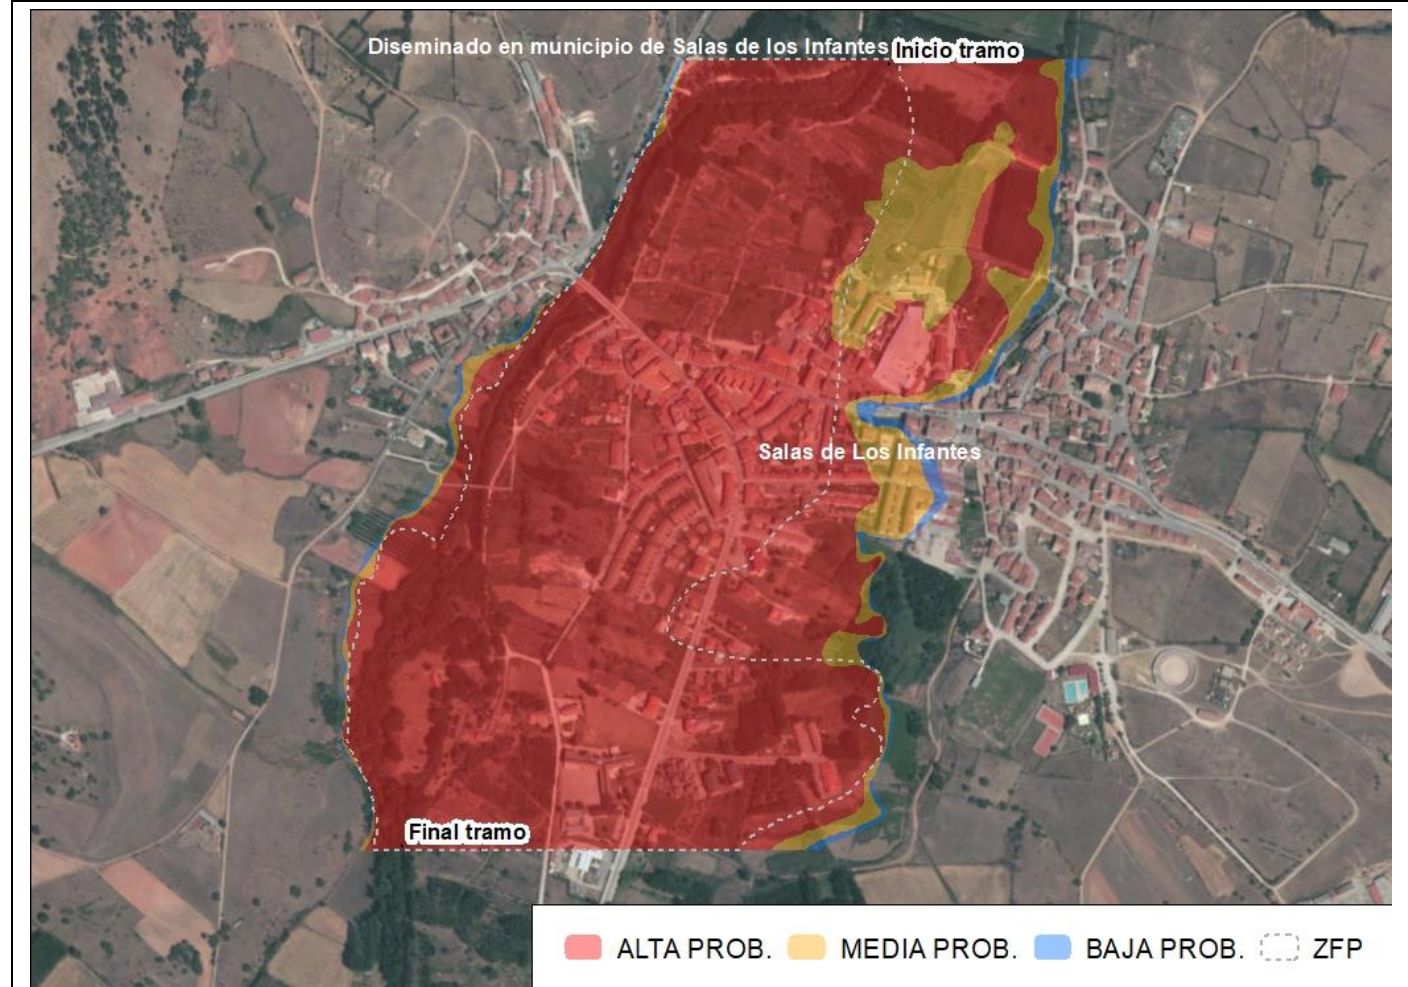 Diseminado en municipio de Salas de los Infantes
Inicio tramo
Salas de Los Infantes
Final tramo
ALTA PROB. MEDIA PROB. BAJA PROB. ZFP